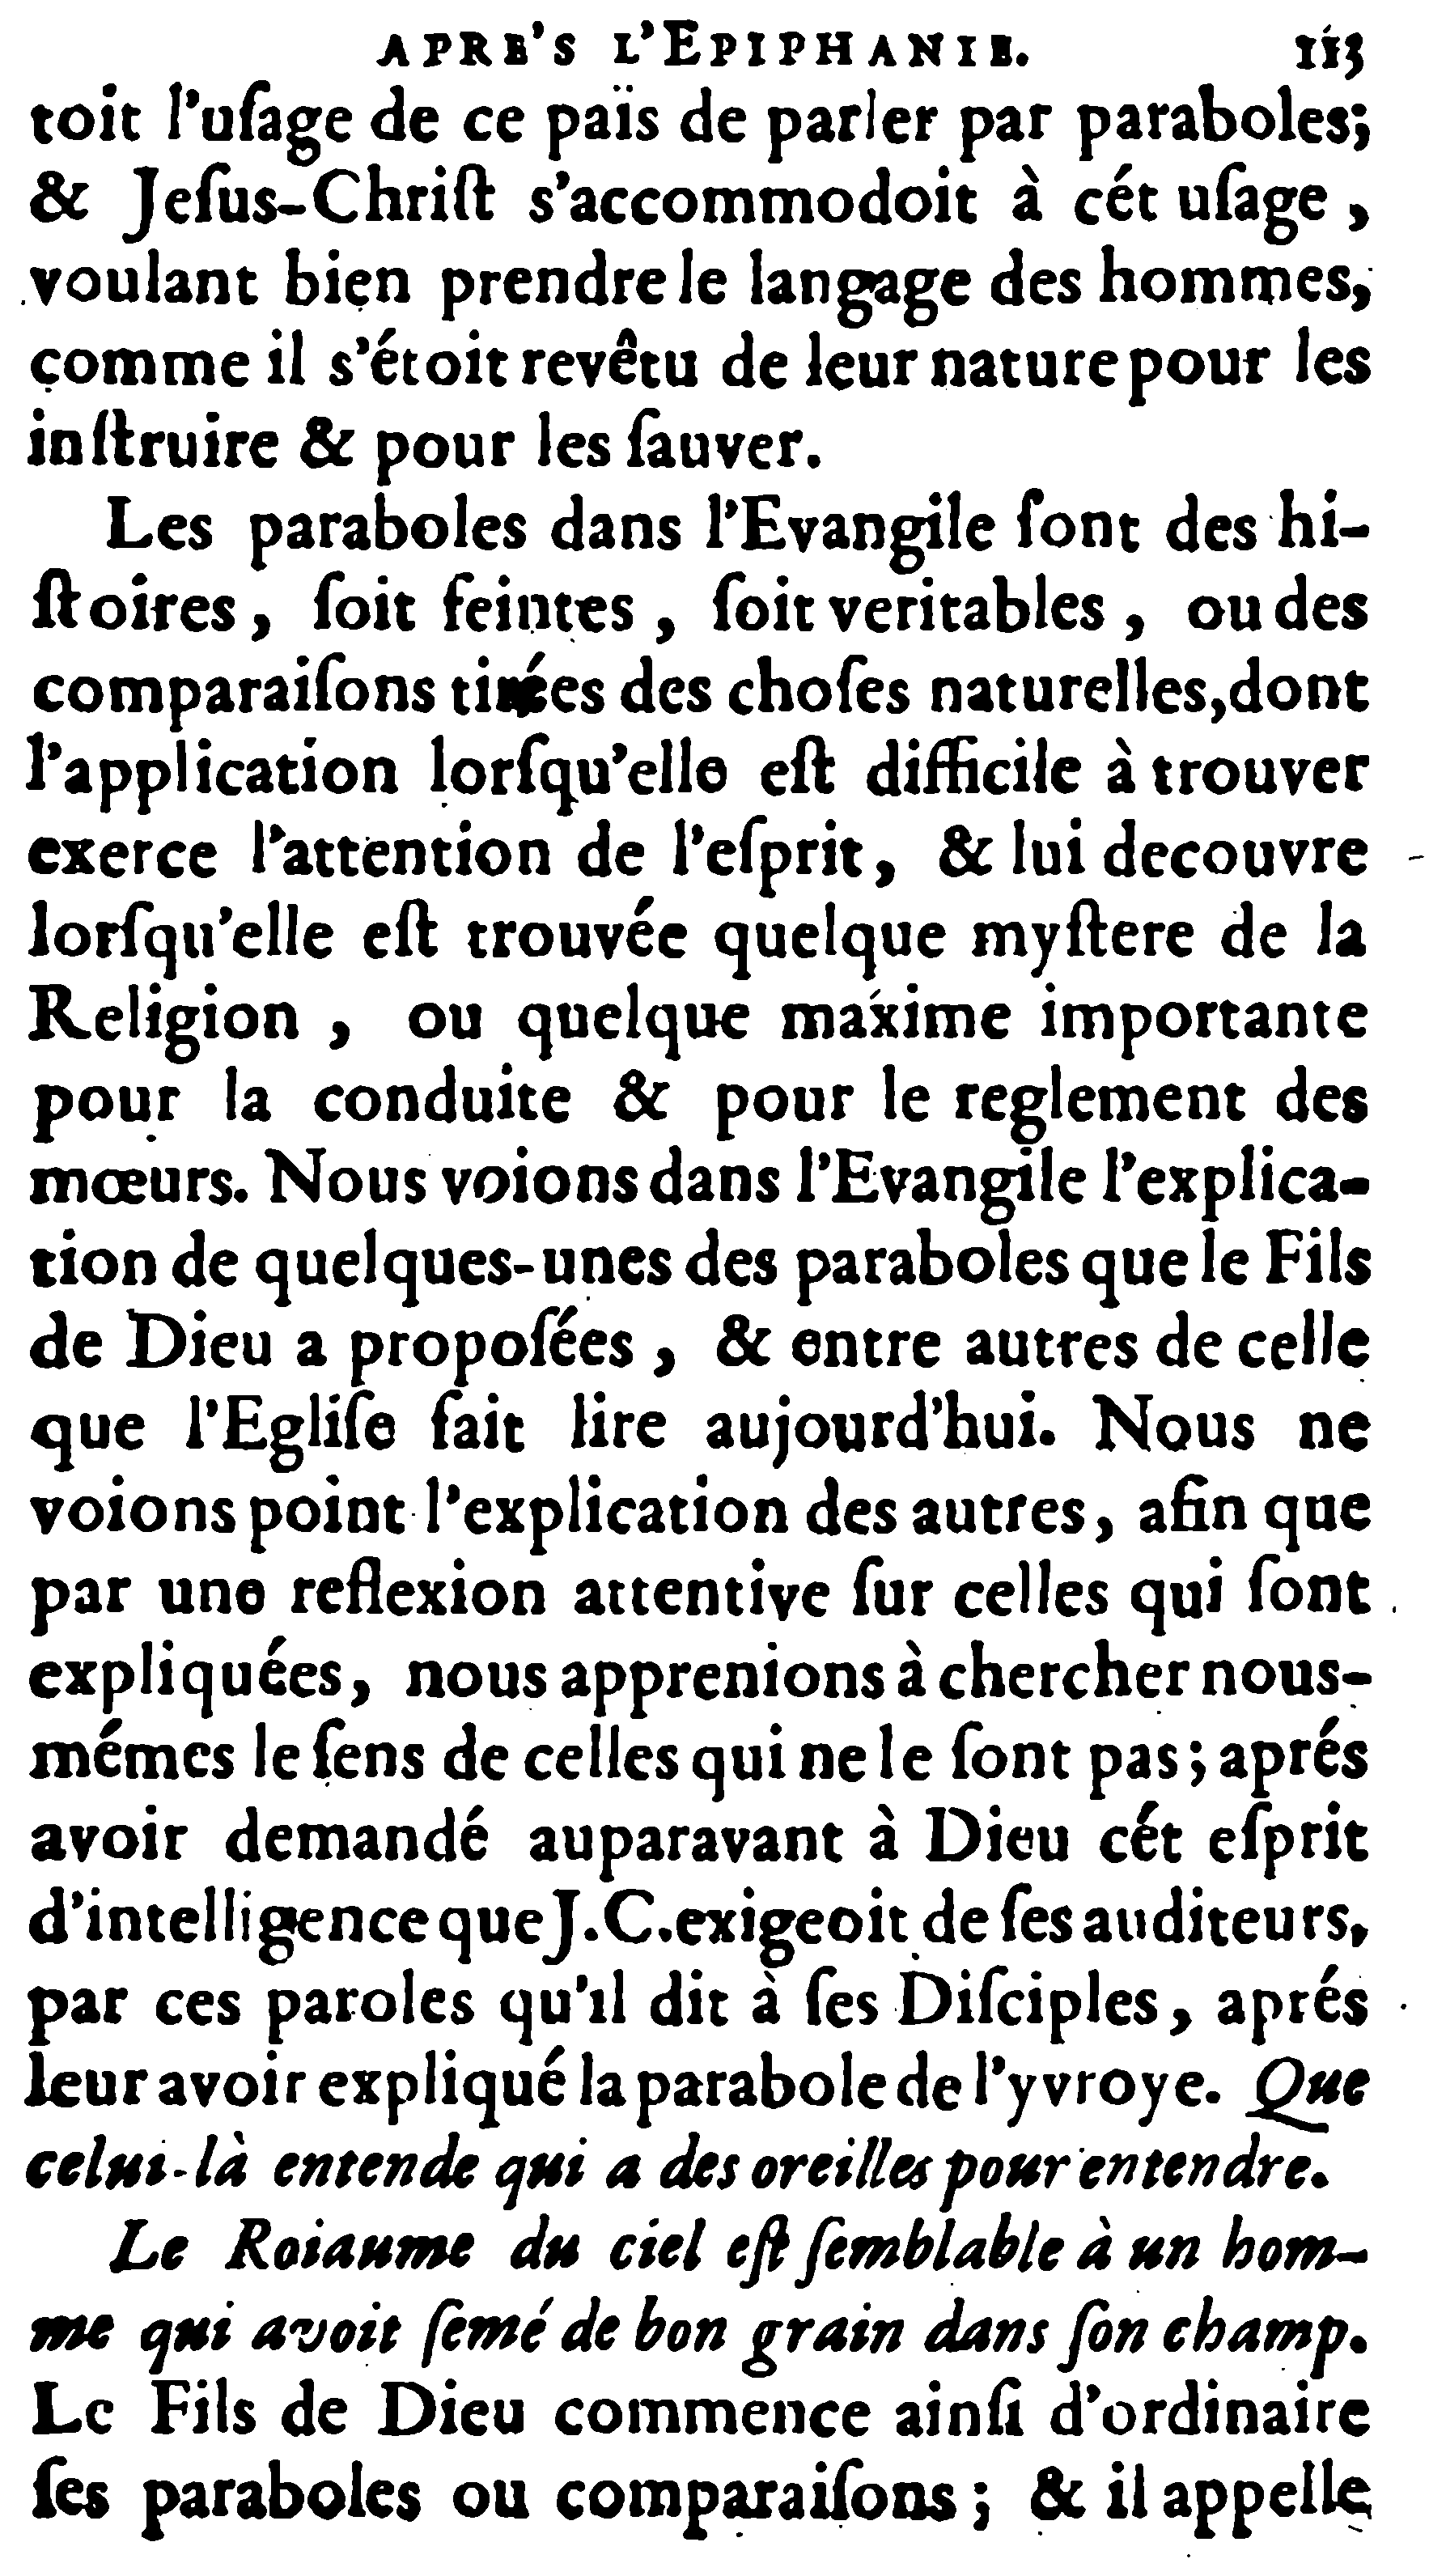 APRE'S L'EPIPHANIE. 113
toit l'uſage de ce païs de parler par paraboles;
& Jeſus-Chriſt s'accommodoit à cét uſage,
voulant bien prendre le langage des hommes,
comme il s'étoit revêtu de leur nature pour les
inſtruire & pour les ſauver.
Les paraboles dans l'Evangile ſont des hi-
ſtoires, ſoit feintes, ſoit veritables, ou des
comparaiſons tirées des choſes naturelles, dont
l'application lorſqu'elle eſt difficile à trouver
exerce l'attention de l'eſprit, & lui decouvre
lorſqu'elle eſt trouvée quelque myſtere de la
Religion, ou quelque maxime importante
pour la conduite & pour le reglement des
mœurs. Nous voions dans l'Evangile l'explica-
tion de quelques-unes des paraboles que le Fils
de Dieu a propoſées, & entre autres de celle
que l'Egliſe fait lire aujourd'hui. Nous ne
voions point l'explication des autres, afin que
par une reflexion attentive ſur celles qui ſont
expliquées, nous apprenions à chercher nous-
mémes le ſens de celles qui ne le ſont pas; aprés
avoir demandé auparavant à Dieu cét eſprit
d'intelligence que J.C. exigeoit de ſes auditeurs,
par ces paroles qu'il dit à ſes Diſciples, aprés
leur avoir expliqué la parabole de l'yvroye. Que
celui-là entende qui a des oreilles pour entendre.
Le Roiaume du ciel eſt ſemblable à un hom-
me qui avoit ſemé de bon grain dans ſon champ.
Le Fils de Dieu commence ainſi d'ordinaire
ſes paraboles ou comparaiſons; & il appelle